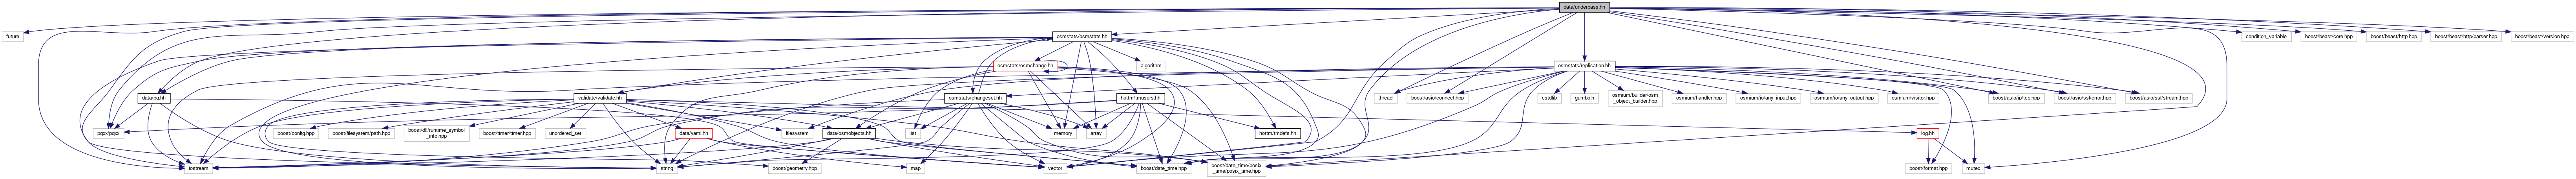 data/underpass.hh
future
osmstats/osmstats.hh
condition_variable
boost/beast/core.hpp
boost/beast/http.hpp
boost/beast/http/parser.hpp
boost/beast/version.hpp
osmstats/osmchange.hh
algorithm
osmstats/replication.hh
data/pq.hh
validate/validate.hh
osmstats/changeset.hh
hottm/tmusers.hh
thread
boost/asio/connect.hpp
cstdlib
gumbo.h
osmium/builder/osm
_object_builder.hpp
osmium/handler.hpp
osmium/io/any_input.hpp
osmium/io/any_output.hpp
osmium/visitor.hpp
boost/asio/ip/tcp.hpp
boost/asio/ssl/error.hpp
boost/asio/ssl/stream.hpp
pqxx/pqxx
boost/config.hpp
boost/filesystem/path.hpp
boost/dll/runtime_symbol
_info.hpp
boost/timer/timer.hpp
unordered_set
data/yaml.hh
filesystem
data/osmobjects.hh
list
memory
array
hottm/tmdefs.hh
log.hh
iostream
string
boost/geometry.hpp
map
vector
boost/date_time.hpp
boost/date_time/posix
_time/posix_time.hpp
boost/format.hpp
mutex